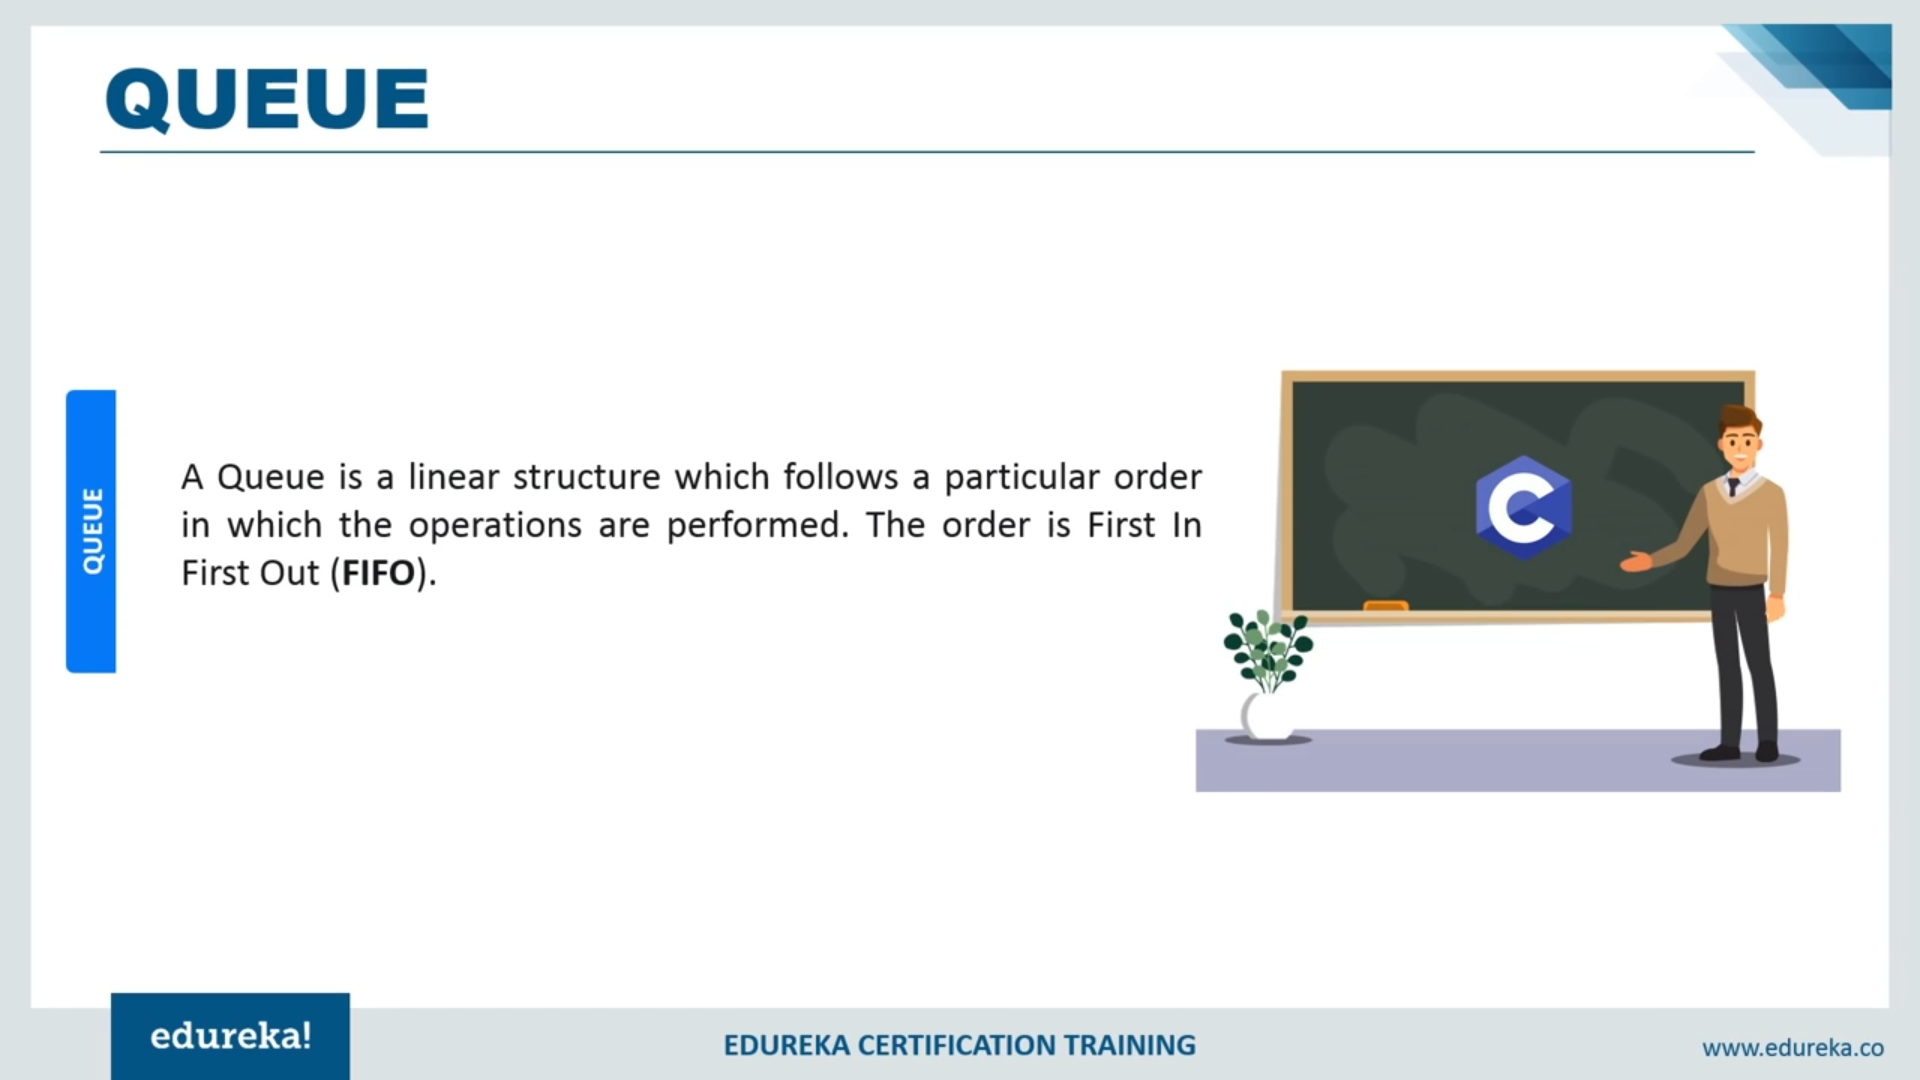 QUEUE
QUEUE
A Queue is a linear structure which follows a particular order
in which the operations are performed. The order is First In
First Out (FIFO).
C
edureka!
EDUREKA CERTIFICATION TRAINING
www.edureka.co